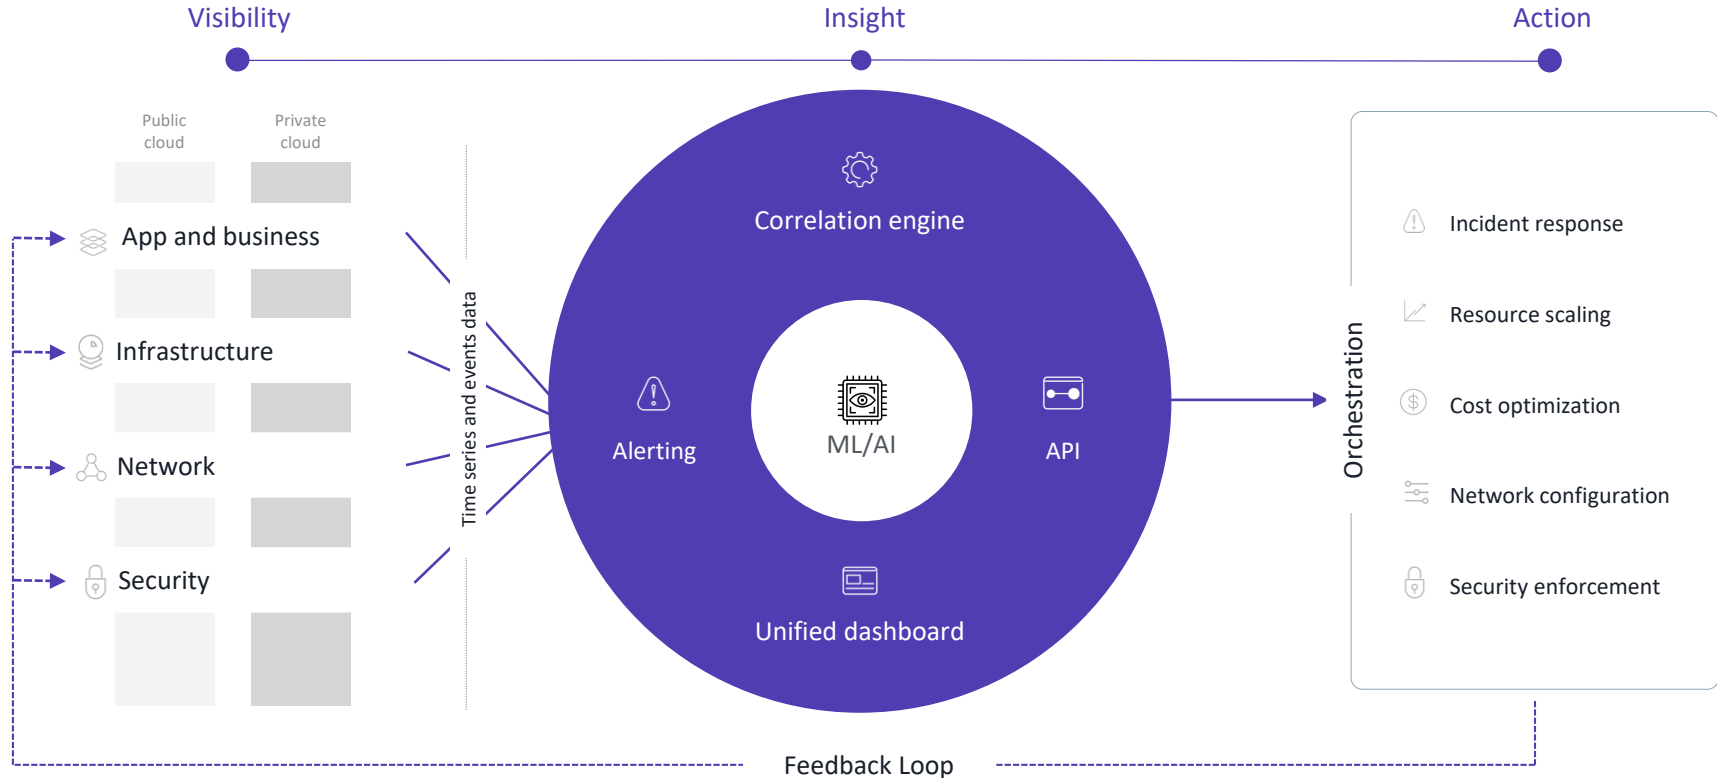 Visibility
Insight
Action
Public
cloud
Private
cloud
App and business
Infrastructure
Network
Security
Time series and events data
Correlation engine
Alerting
ML/AI
API
Unified dashboard
Orchestration
Incident response
Resource scaling
Cost optimization
Network configuration
Security enforcement
Feedback Loop